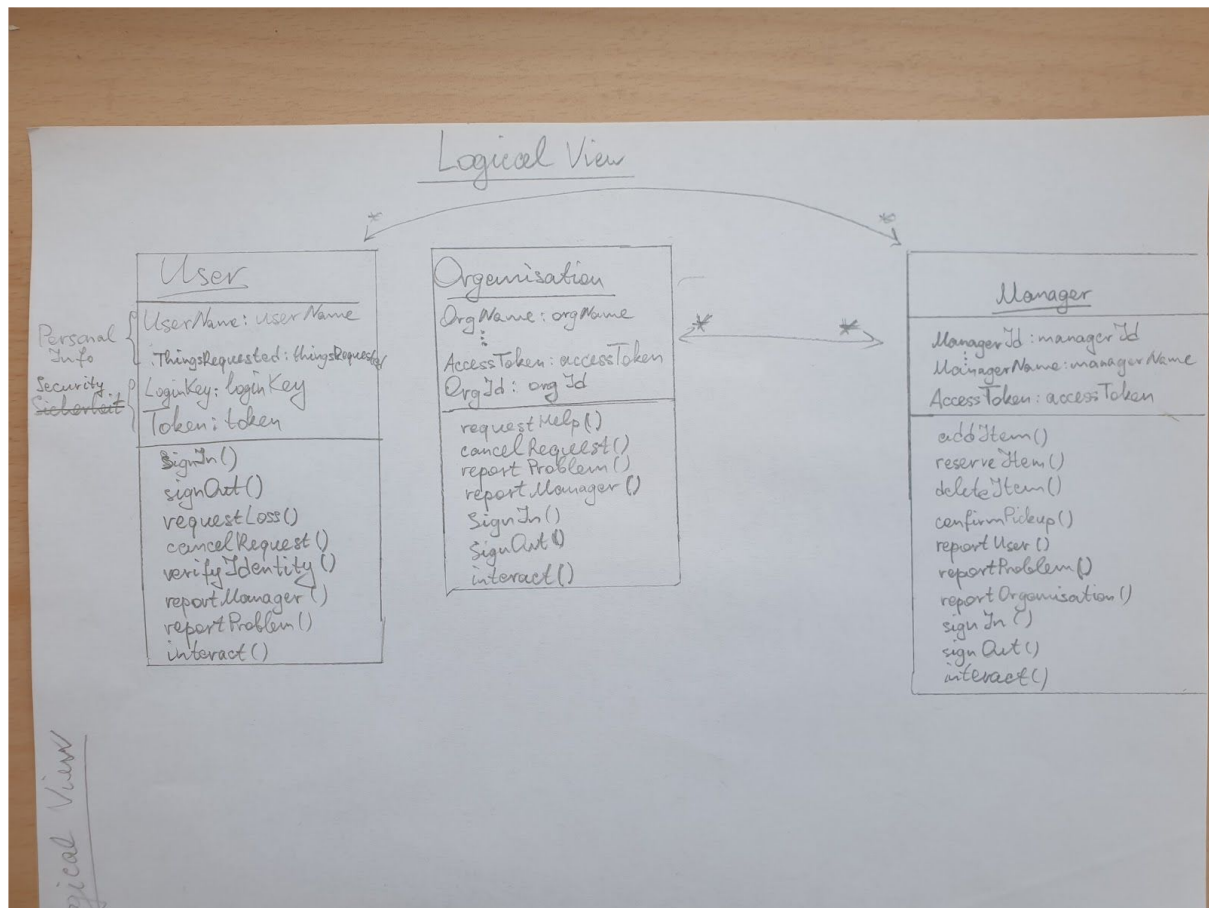 Logical View
*
*
User
Personal
Info
UserName: userName
:
ThingsRequested: thingsRequested
Security
Sicherheit
LoginKey: loginKey
Token: token
signIn()
signOut()
requestLoss()
cancelRequest()
verifyIdentity()
reportManager()
reportProblem()
interact()
Organisation
OrgName: orgName
:
AccessToken: accessToken
OrgId: orgId
requestHelp()
cancelRequest()
reportProblem()
reportManager()
SignIn()
SignOut()
interact()
*
*
Manager
ManagerId: managerId
:
ManagerName: managerName
AccessToken: accessToken
addItem()
reserveItem()
deleteItem()
confirmPickup()
reportUser()
reportProblem()
reportOrganisation()
signIn()
signOut()
interact()
gical View